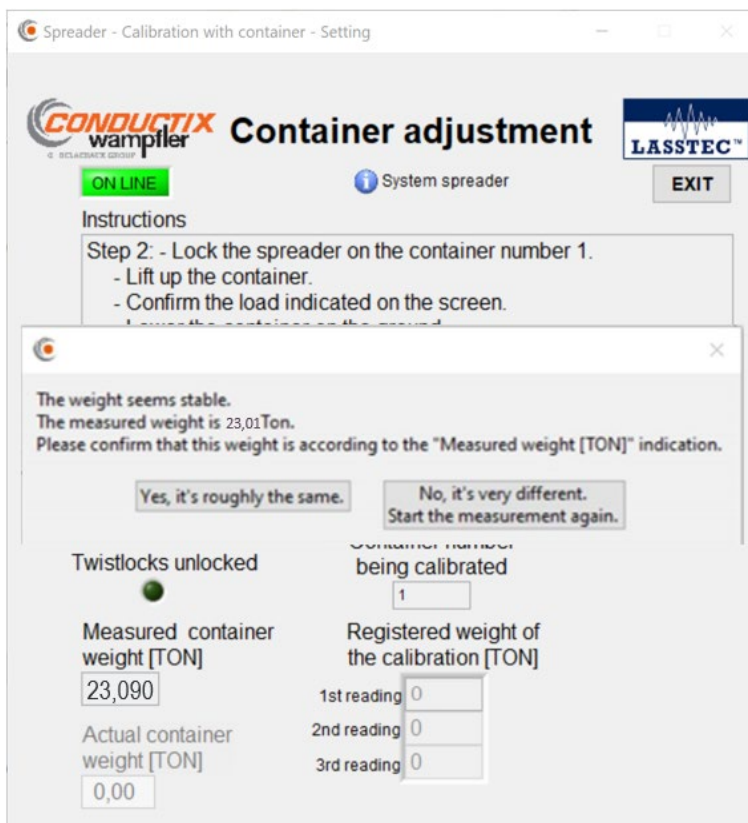 Spreader - Calibration with container - Setting
CONDUCTIX
wampfler
Container adjustment
LASSTEC™
ON LINE
System spreader
EXIT
Instructions
Step 2: - Lock the spreader on the container number 1.
- Lift up the container.
- Confirm the load indicated on the screen.
The weight seems stable.
The measured weight is 23,01Ton.
Please confirm that this weight is according to the "Measured weight [TON]" indication.
Yes, it's roughly the same.
No, it's very different.
Start the measurement again.
Twistlocks unlocked
Container number
being calibrated
1
Measured container
weight [TON]
23,090
Registered weight of
the calibration [TON]
1st reading 0
2nd reading 0
3rd reading 0
Actual container
weight [TON]
0,00